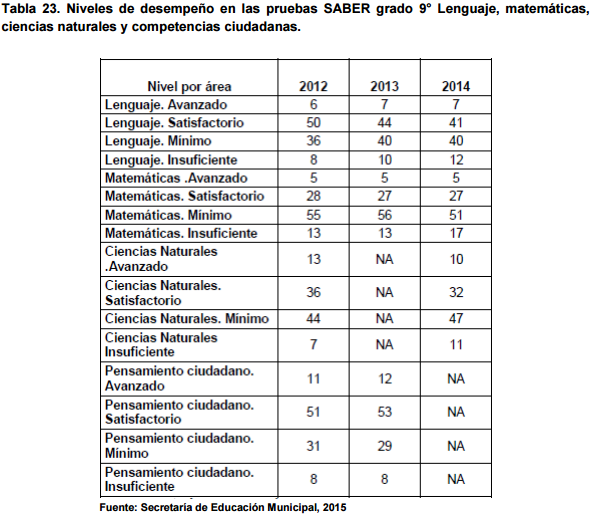 Tabla 23. Niveles de desempeño en las pruebas SABER grado 9° Lenguaje, matemáticas,
ciencias naturales y competencias ciudadanas.
Nivel por área 2012 2013 2014
Lenguaje. Avanzado 6 7 7
Lenguaje. Satisfactorio 50 44 41
Lenguaje. Mínimo 36 40 40
Lenguaje. Insuficiente 8 10 12
Matemáticas .Avanzado 5 5 5
Matemáticas. Satisfactorio 28 27 27
Matemáticas. Mínimo 55 56 51
Matemáticas. Insuficiente 13 13 17
Ciencias Naturales
.Avanzado 13 NA 10
Ciencias Naturales.
Satisfactorio 36 NA 32
Ciencias Naturales. Mínimo 44 NA 47
Ciencias Naturales
Insuficiente 7 NA 11
Pensamiento ciudadano.
Avanzado 11 12 NA
Pensamiento ciudadano.
Satisfactorio 51 53 NA
Pensamiento ciudadano.
Mínimo 31 29 NA
Pensamiento ciudadano.
Insuficiente 8 8 NA
Fuente: Secretaria de Educación Municipal, 2015